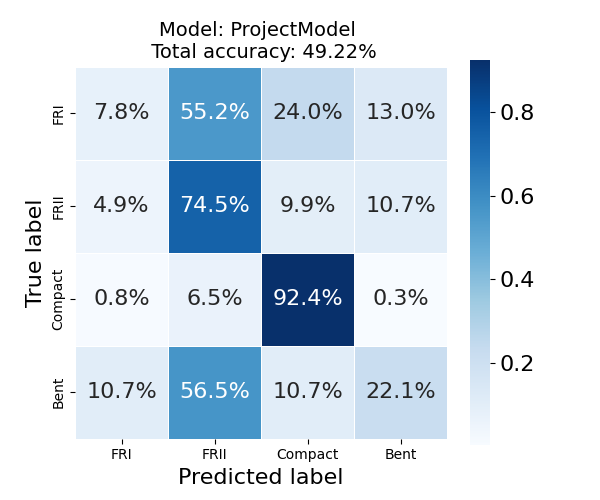 Model: ProjectModel
Total accuracy: 49.22%
True label
FRI
7.8% 55.2% 24.0% 13.0%
FRII
4.9% 74.5% 9.9% 10.7%
Compact
0.8% 6.5% 92.4% 0.3%
Bent
10.7% 56.5% 10.7% 22.1%
FRI FRII Compact Bent
Predicted label
0.8
0.6
0.4
0.2